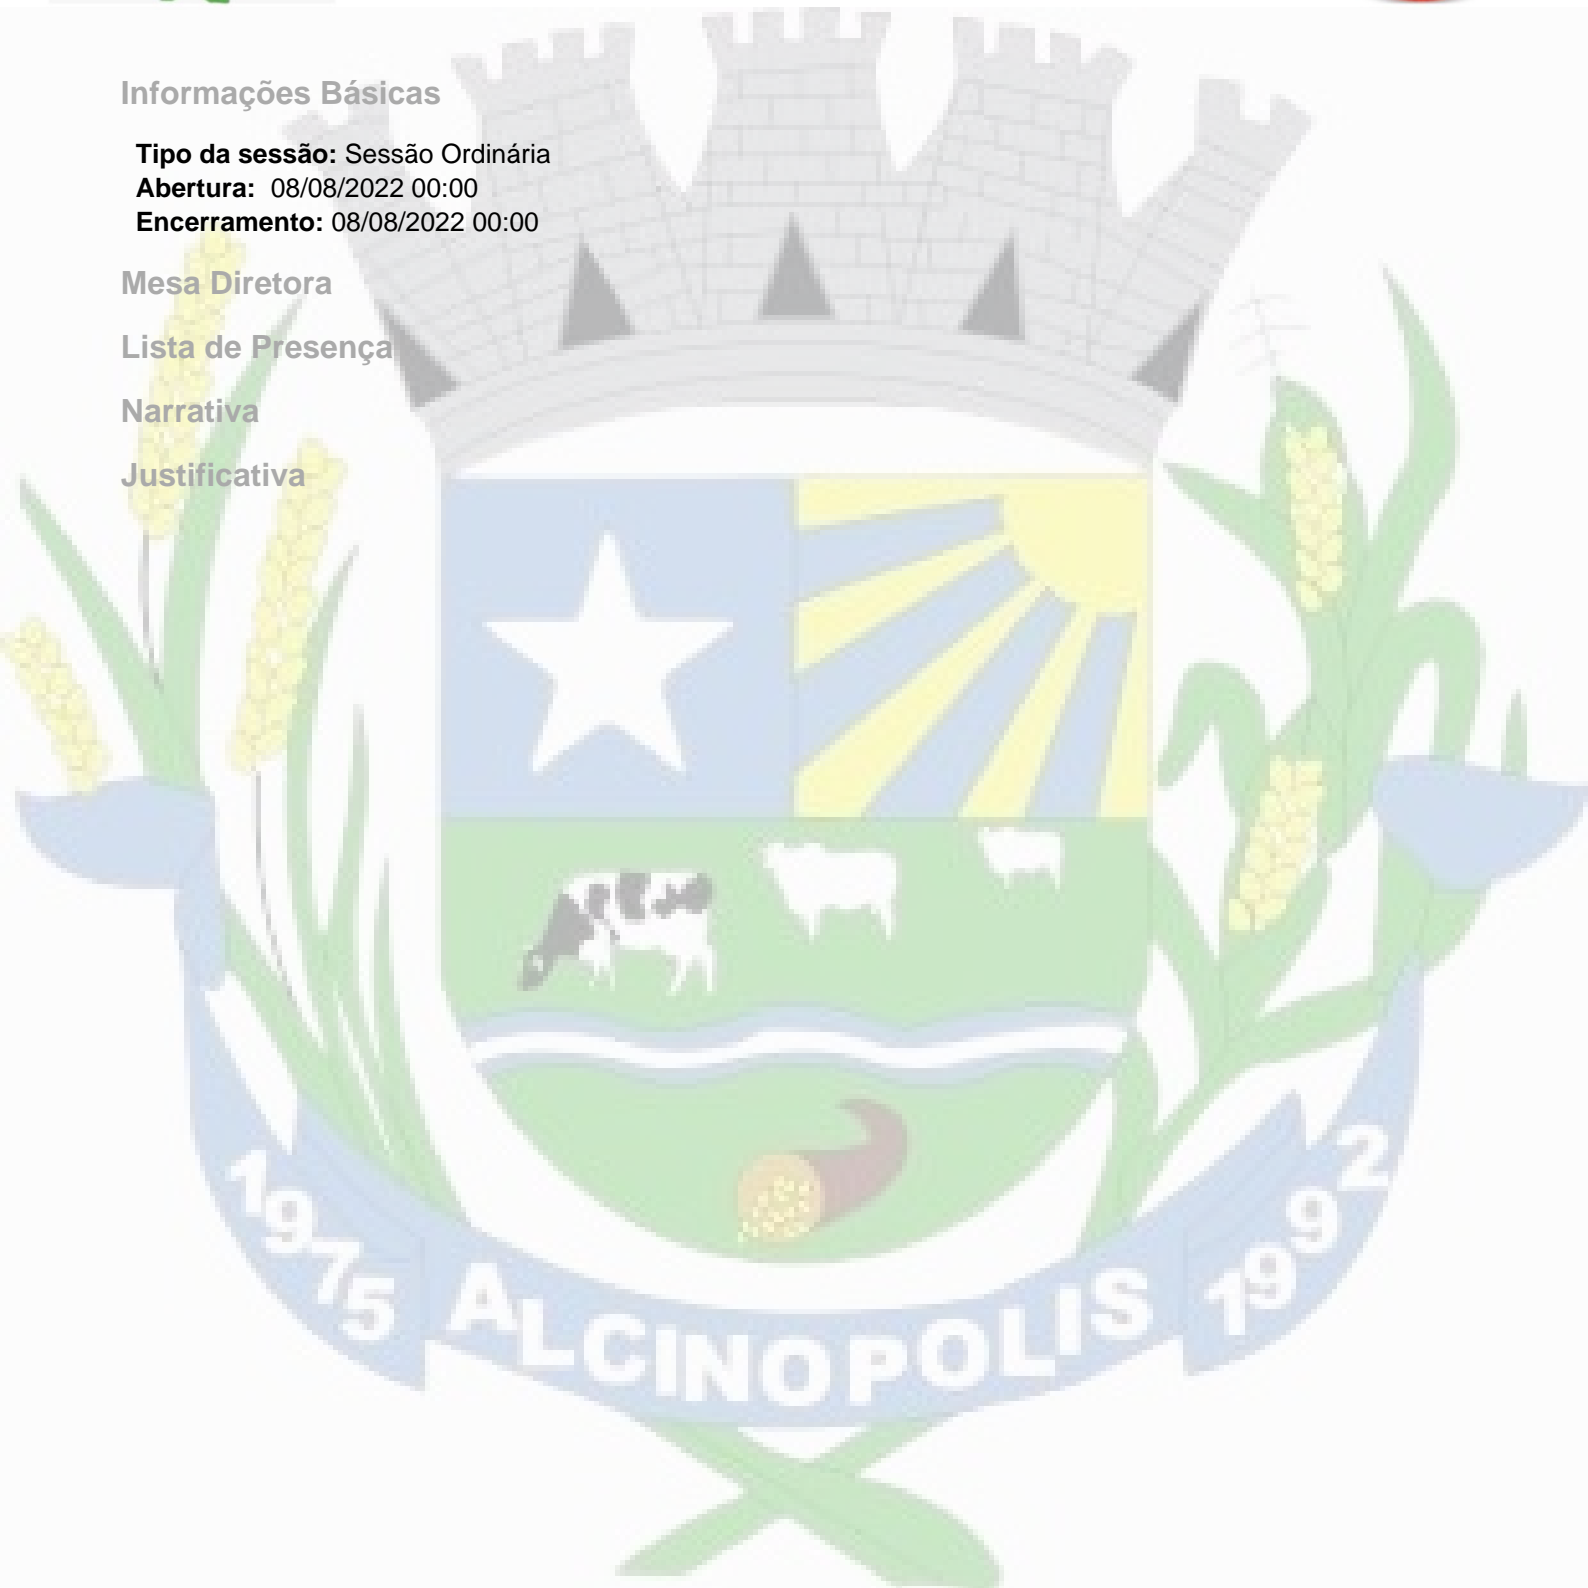 Informações Básicas
Tipo da sessão: Sessão Ordinária
Abertura: 08/08/2022 00:00
Encerramento: 08/08/2022 00:00
Mesa Diretora
Lista de Presença
Narrativa
Justificativa
1975 ALCINOPOLIS 1992